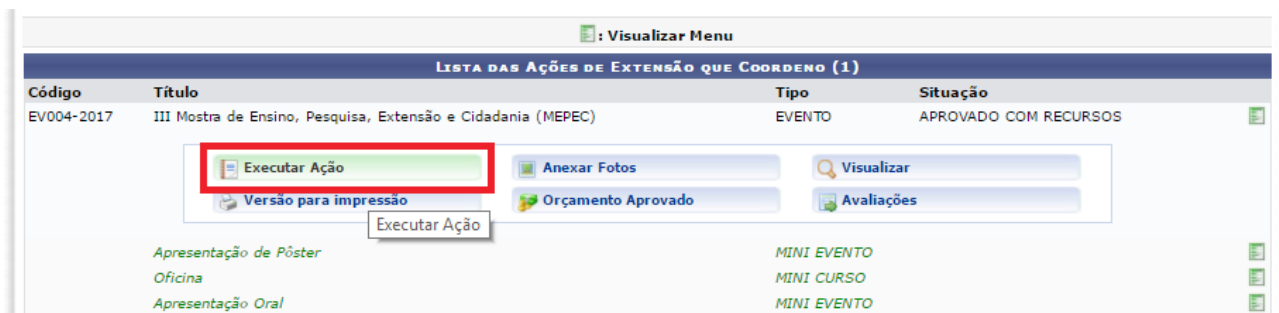 : Visualizar Menu
Lista das Ações de Extensão que Coordeno (1)
Código Título Tipo Situação
EV004-2017 III Mostra de Ensino, Pesquisa, Extensão e Cidadania (MEPEC) EVENTO APROVADO COM RECURSOS
Executar Ação Anexar Fotos Visualizar
Versão para impressão Orçamento Aprovado Avaliações
Executar Ação
Apresentação de Pôster MINI EVENTO
Oficina MINI CURSO
Apresentação Oral MINI EVENTO